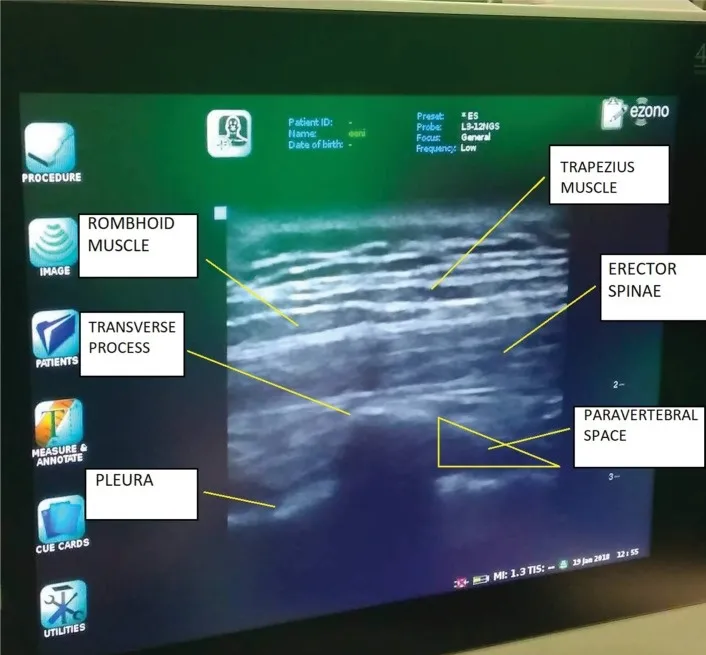 Patient ID: -
Name: eeni
Date of birth: -
Preset: * ES
Probe: L3-12NGS
Focus: General
Frequency: Low
ezono
4
PROCEDURE
TRAPEZIUS
MUSCLE
ROMBHOID
MUSCLE
IMAGE
ERECTOR
SPINAE
TRANSVERSE
PROCESS
PATIENTS
2
PARAVERTEBRAL
SPACE
MEASURE &
ANNOTATE
PLEURA
3
CUE CARDS
MI: 1.3 TIS: -- 19 Jan 2018 12:55
UTILITIES